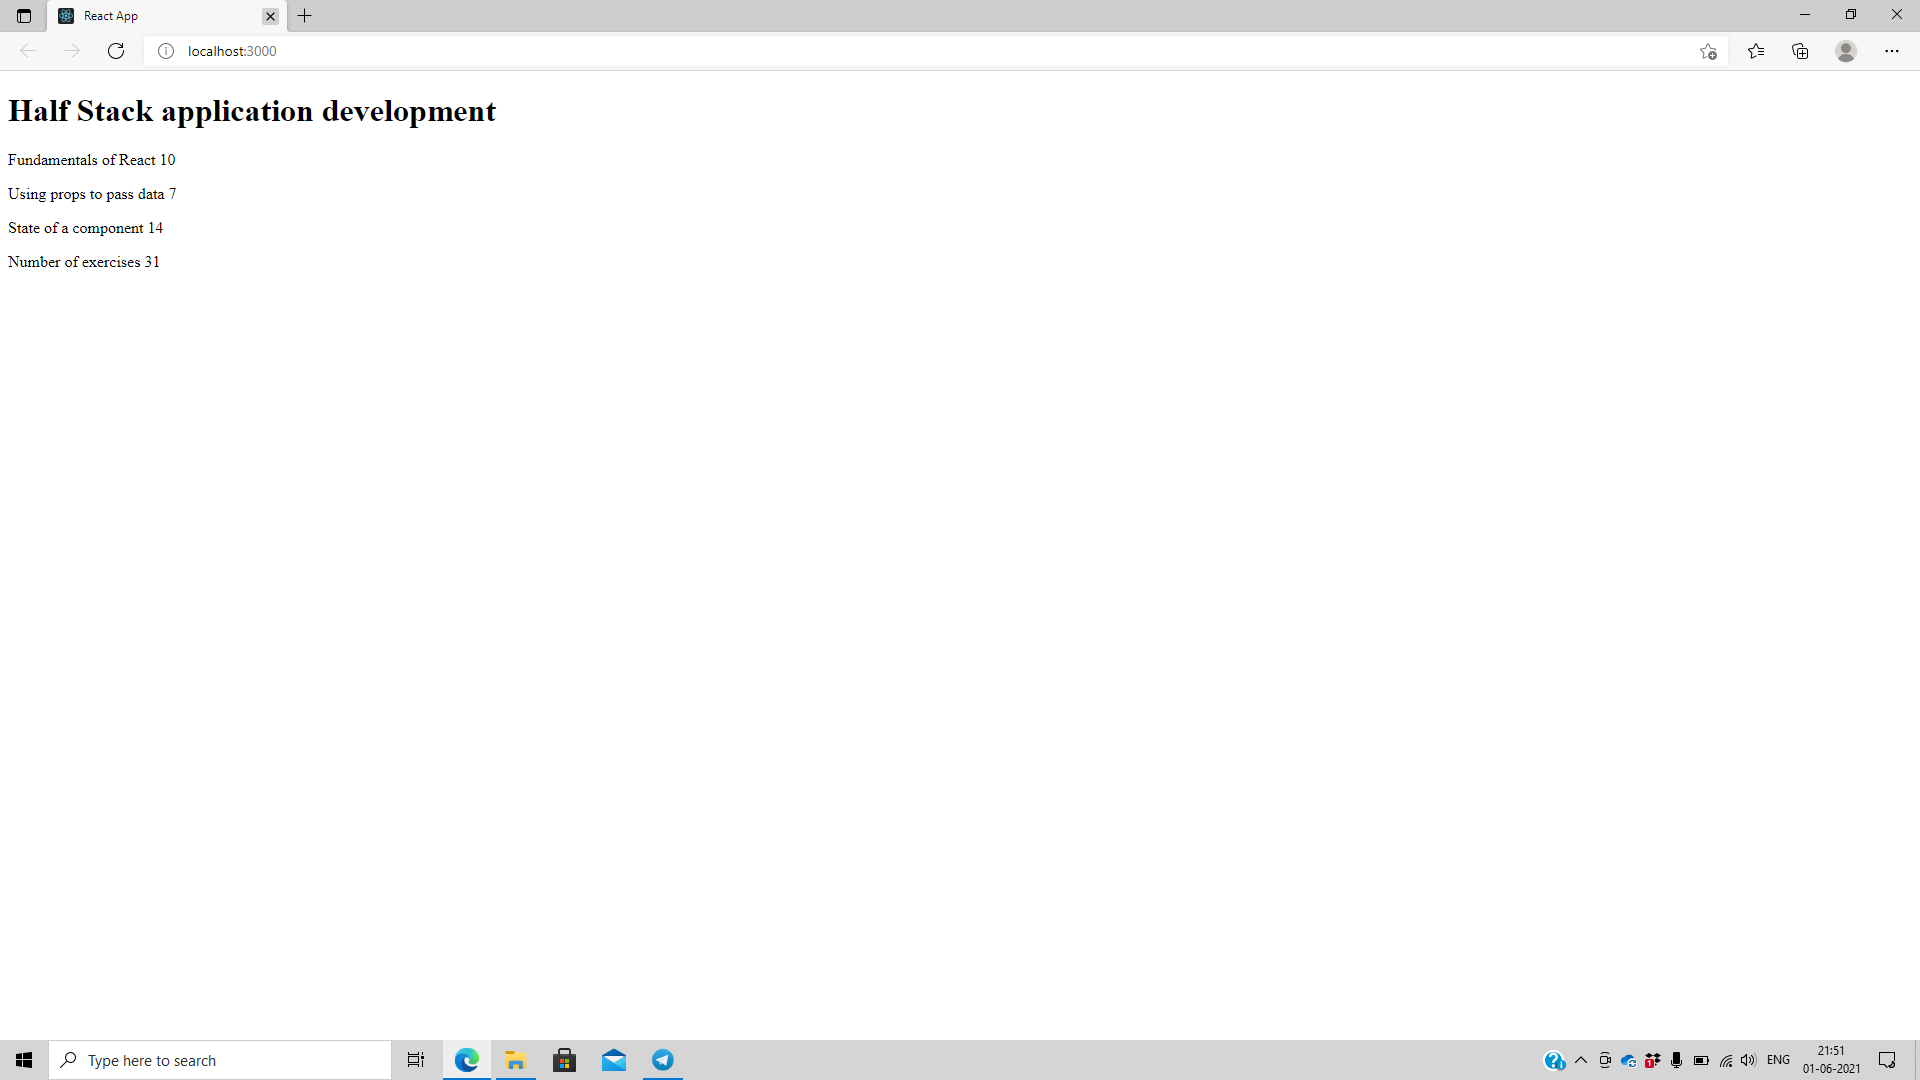 React App
localhost:3000
Half Stack application development
Fundamentals of React 10
Using props to pass data 7
State of a component 14
Number of exercises 31
Type here to search
1
ENG
21:51
01-06-2021